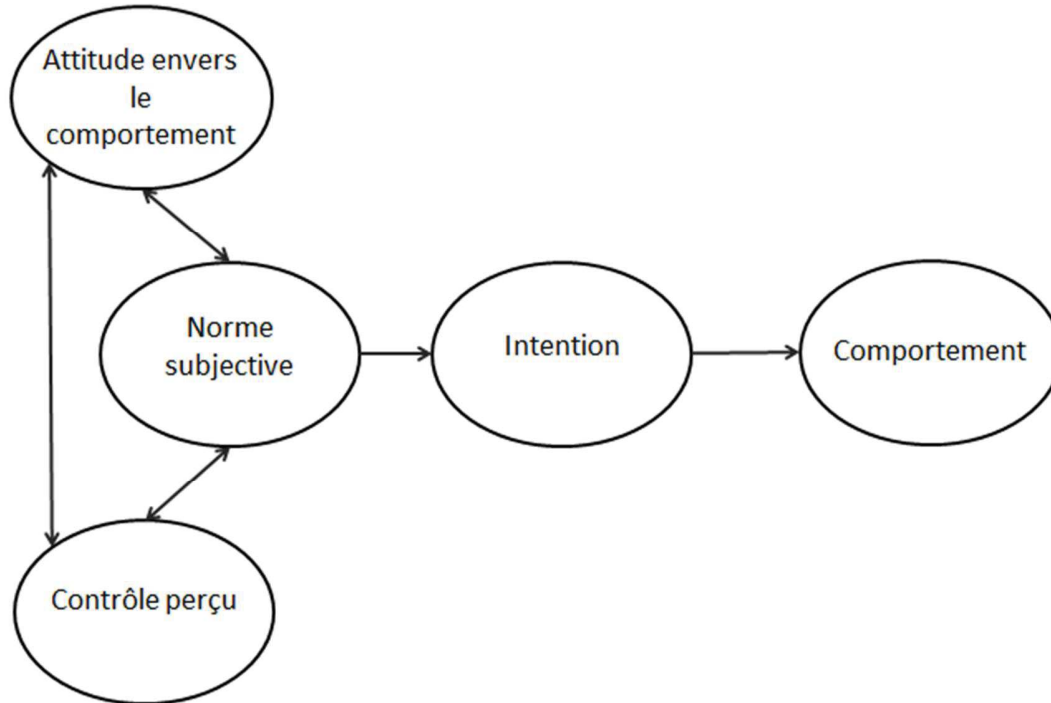 Attitude envers
le
comportement
Norme
subjective
Intention
Comportement
Contrôle perçu